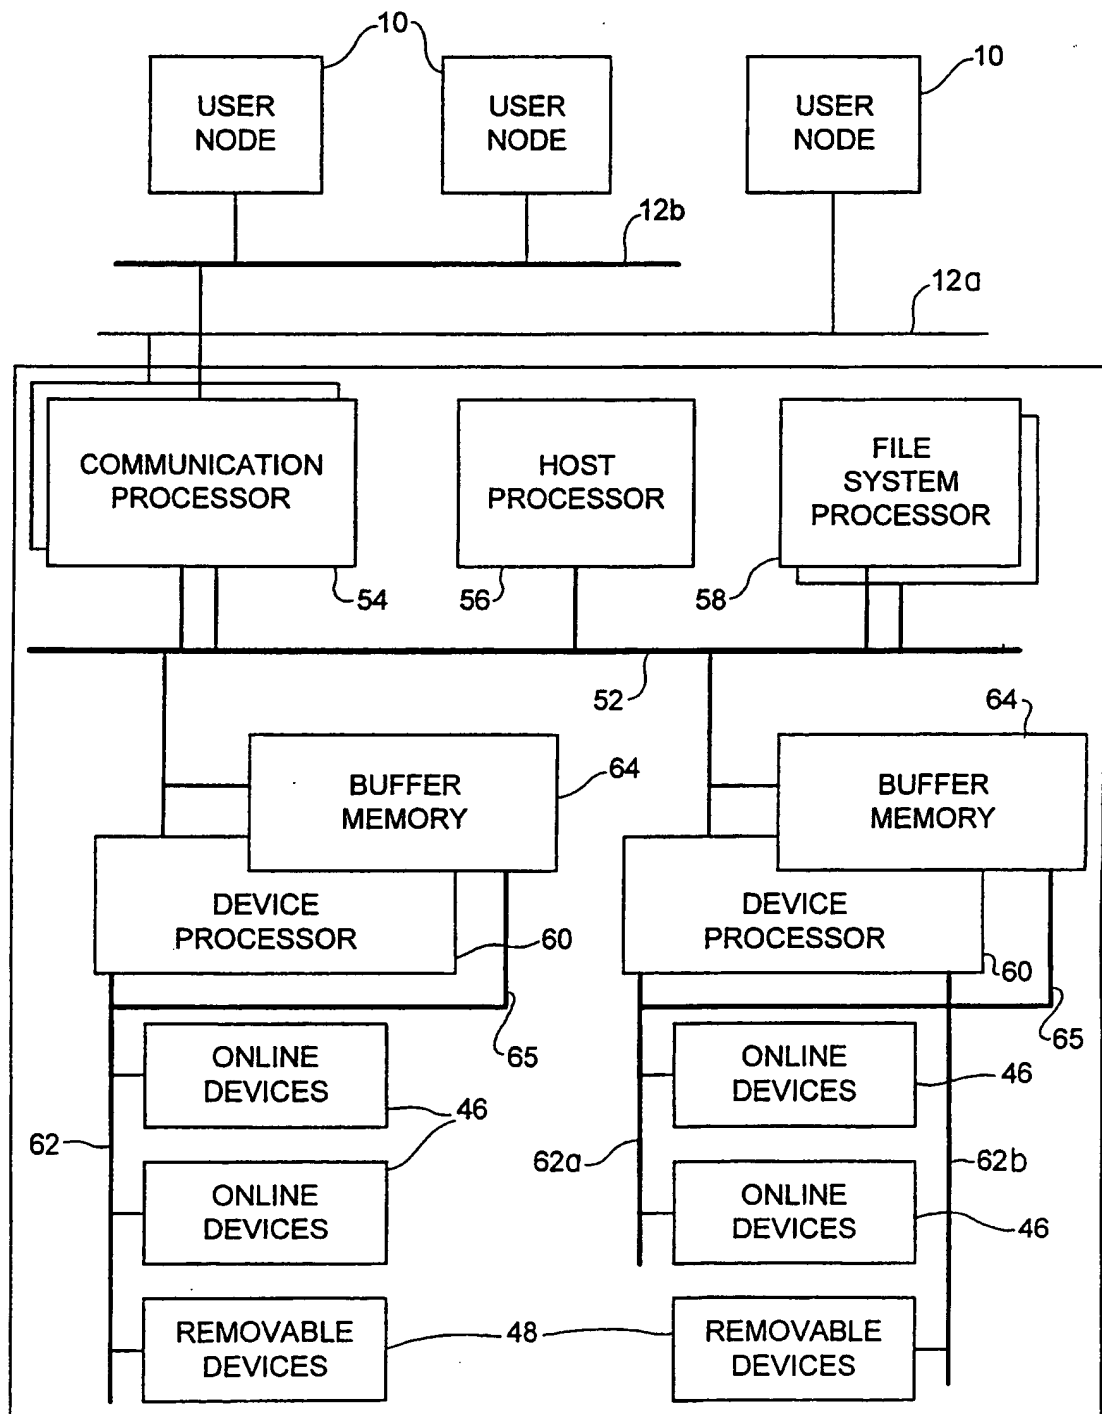 10
10
10
USER
NODE
USER
NODE
USER
NODE
12b
12a
COMMUNICATION
PROCESSOR
HOST
PROCESSOR
FILE
SYSTEM
PROCESSOR
54
56
58
52
64
BUFFER
MEMORY
64
BUFFER
MEMORY
DEVICE
PROCESSOR
60
DEVICE
PROCESSOR
60
65
65
ONLINE
DEVICES
46
ONLINE
DEVICES
46
62
62a
62b
ONLINE
DEVICES
ONLINE
DEVICES
46
REMOVABLE
DEVICES
48
REMOVABLE
DEVICES